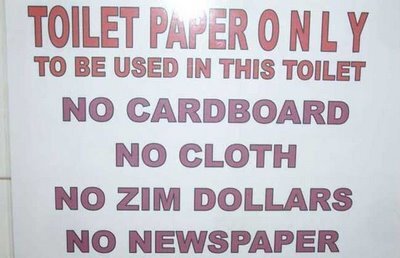 TOILET PAPER O N L Y
TO BE USED IN THIS TOILET
NO CARDBOARD
NO CLOTH
NO ZIM DOLLARS
NO NEWSPAPER